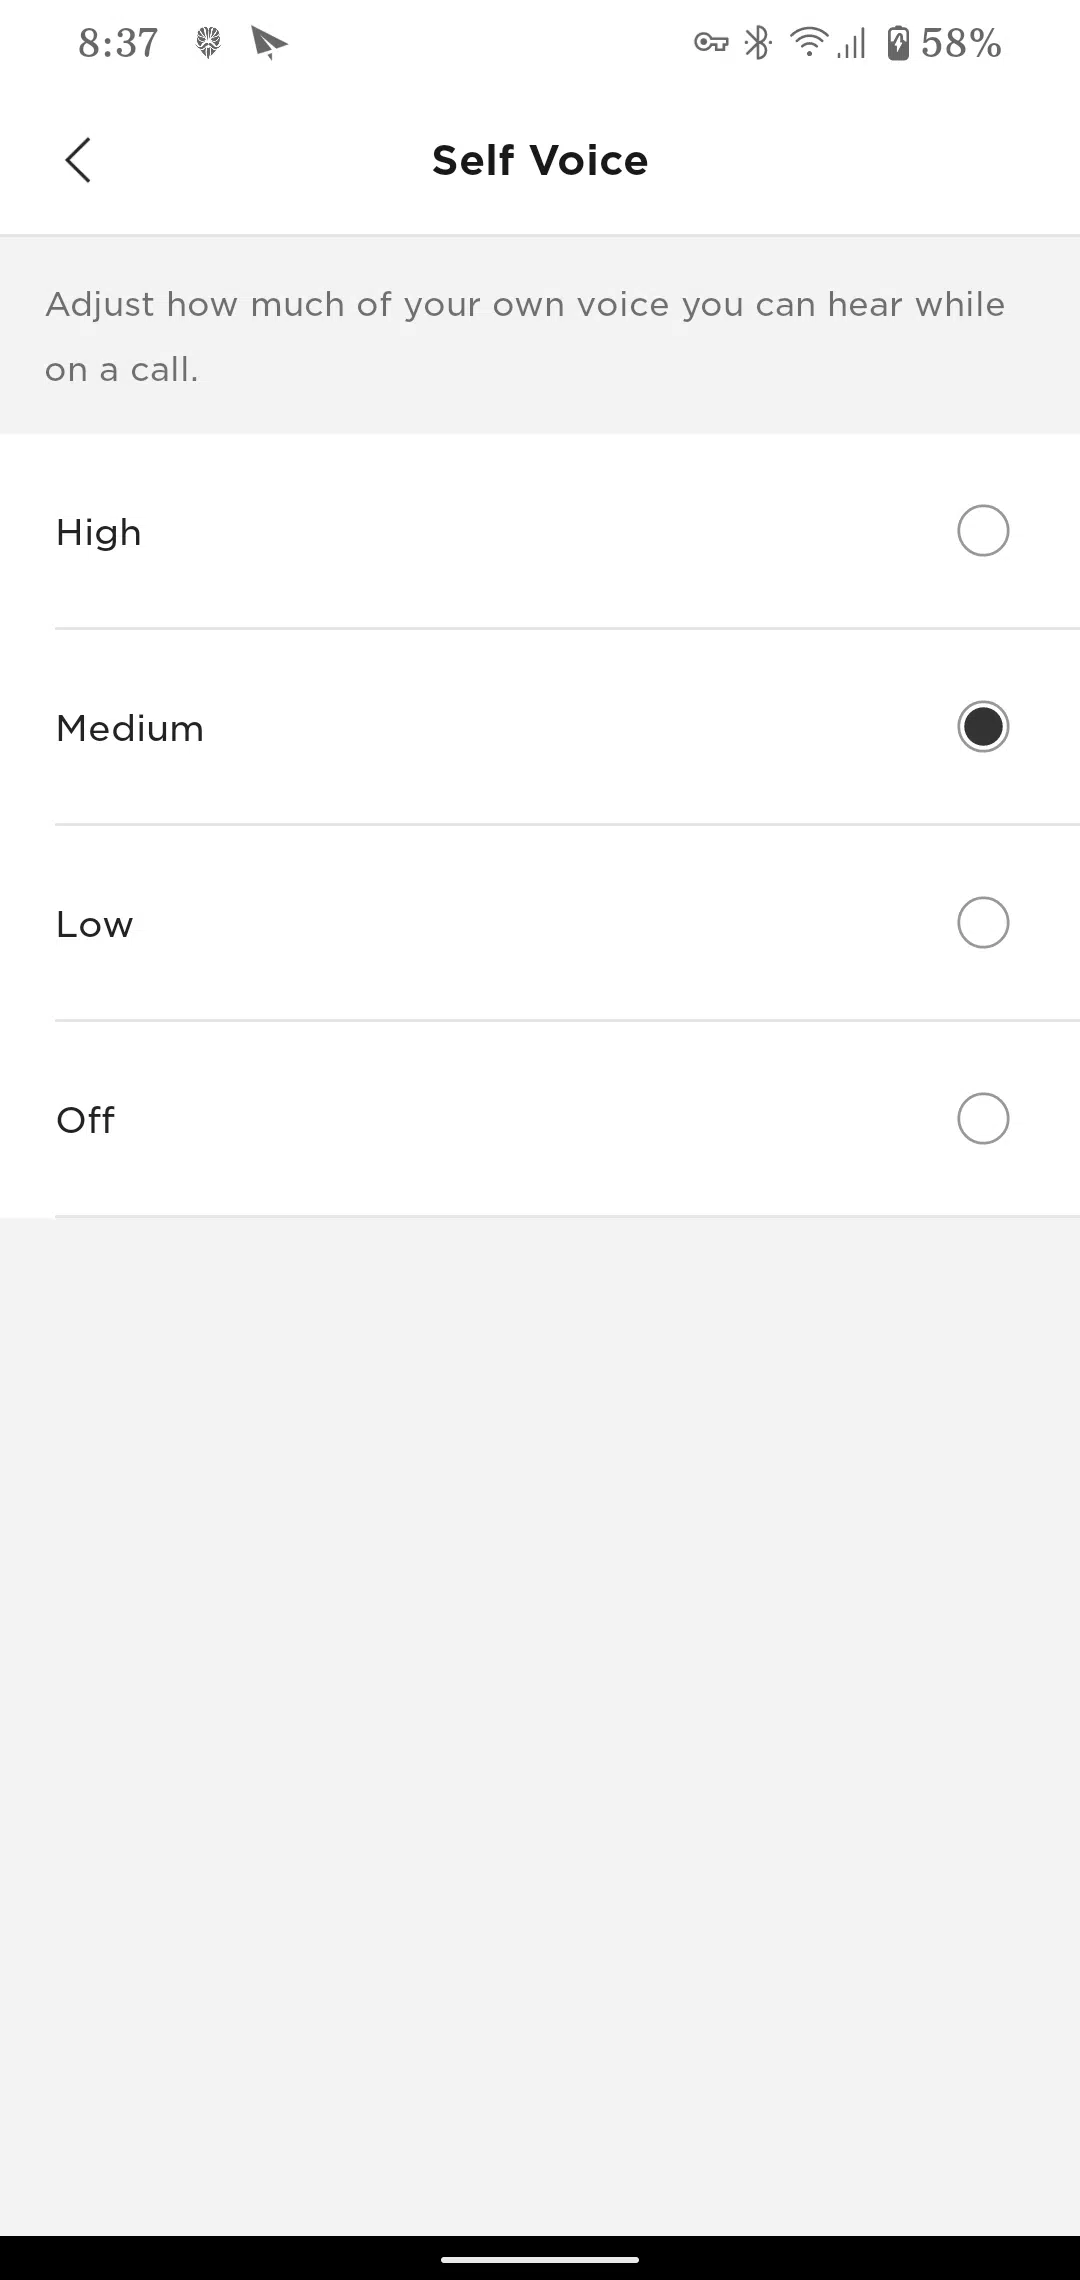 8:37 58%
Self Voice
Adjust how much of your own voice you can hear while
on a call.
High
Medium
Low
Off